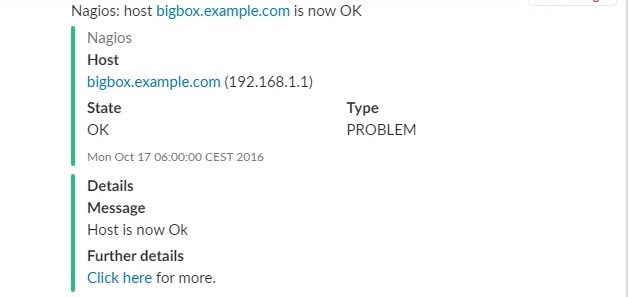 Nagios: host bigbox.example.com is now OK
Nagios
Host
bigbox.example.com (192.168.1.1)
State Type
OK PROBLEM
Mon Oct 17 06:00:00 CEST 2016
Details
Message
Host is now Ok
Further details
Click here for more.